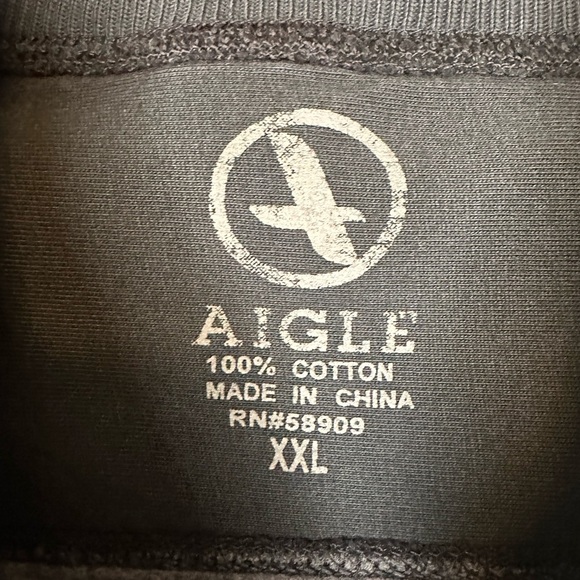 AIGLE
100% COTTON
MADE IN CHINA
RN#58909
XXL